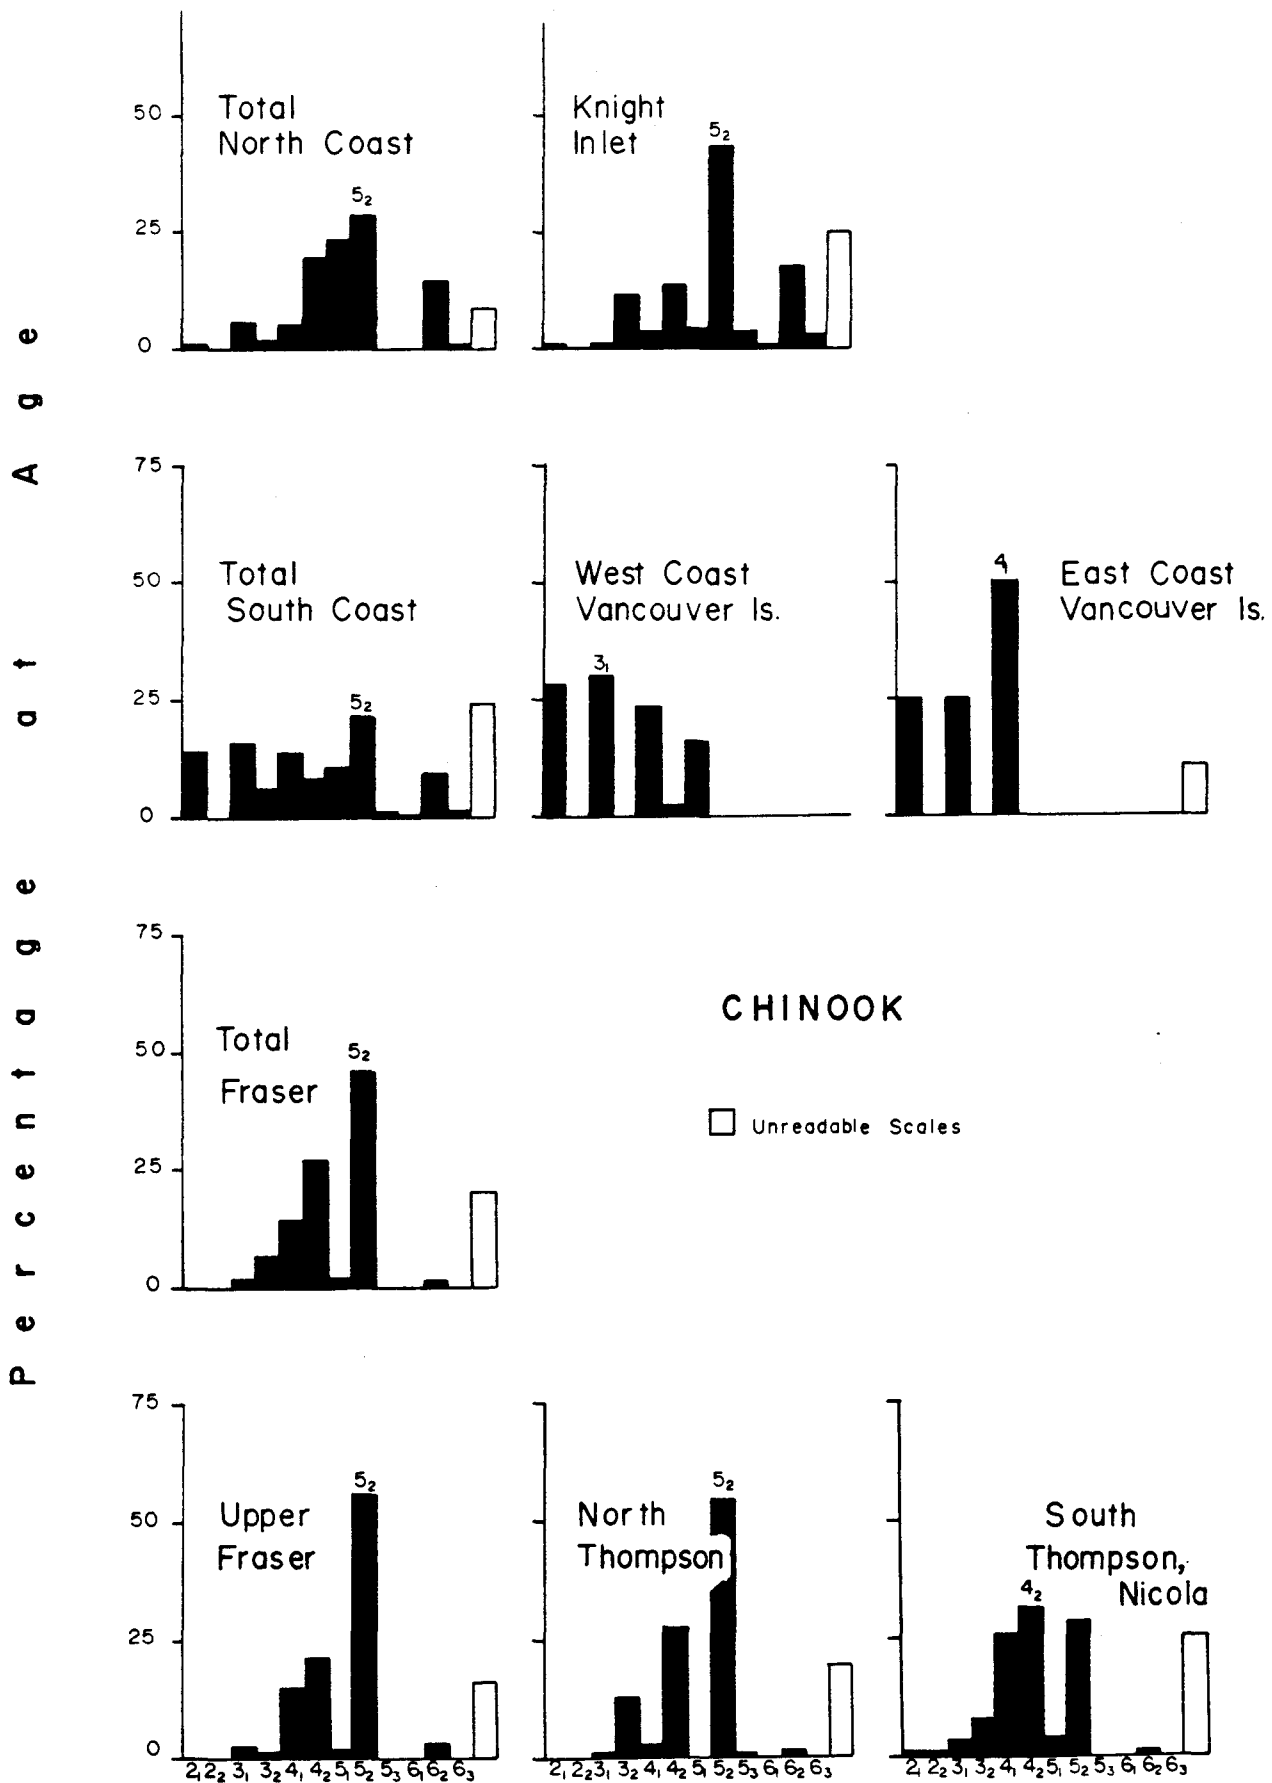 Percentage at Age
50
25
0
Total
North Coast
5₂
Knight
Inlet
5₂
75
50
25
0
Total
South Coast
5₂
West Coast
Vancouver Is.
3₁
4₁
East Coast
Vancouver Is.
75
50
25
0
Total
Fraser
5₂
CHINOOK
Unreadable Scales
75
50
25
0
Upper
Fraser
5₂
North
Thompson
5₂
South
Thompson,
Nicola
4₂
2₁ 2₂ 3₁ 3₂ 4₁ 4₂ 5₁ 5₂ 5₃ 6₁ 6₂ 6₃
2₁ 2₂ 3₁ 3₂ 4₁ 4₂ 5₁ 5₂ 5₃ 6₁ 6₂ 6₃
2₁ 2₂ 3₁ 3₂ 4₁ 4₂ 5₁ 5₂ 5₃ 6₁ 6₂ 6₃